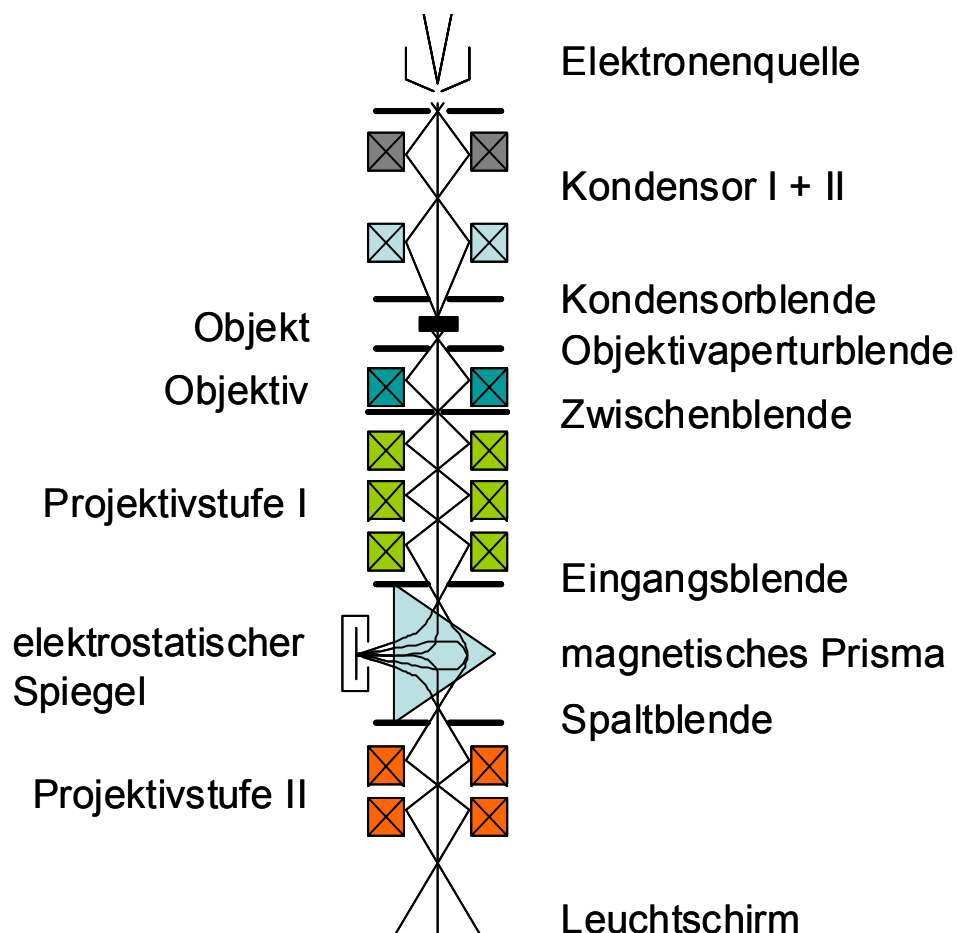 Elektronenquelle
Kondensor I + II
Kondensorblende
Objekt
Objektivaperturblende
Objektiv
Zwischenblende
Projektivstufe I
Eingangsblende
elektrostatischer
Spiegel
magnetisches Prisma
Spaltblende
Projektivstufe II
Leuchtschirm